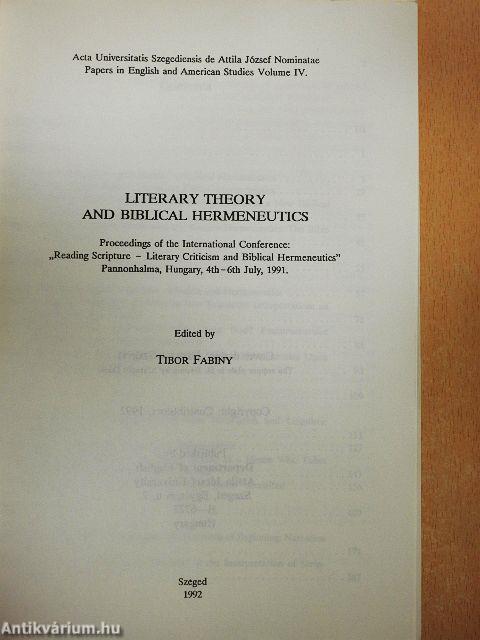 Acta Universitatis Szegediensis de Attila József Nominatae
Papers in English and American Studies Volume IV.
LITERARY THEORY
AND BIBLICAL HERMENEUTICS
Proceedings of the International Conference:
„Reading Scripture – Literary Criticism and Biblical Hermeneutics"
Pannonhalma, Hungary, 4th–6th July, 1991.
Edited by
TIBOR FABINY
Szeged
1992
Antikvárium.hu